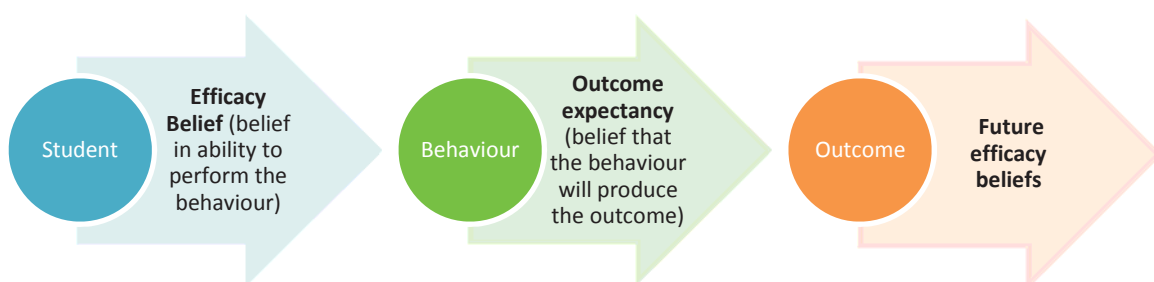 Student
Efficacy
Belief (belief
in ability to
perform the
behaviour)
Behaviour
Outcome
expectancy
(belief that
the behaviour
will produce
the outcome)
Outcome
Future
efficacy
beliefs